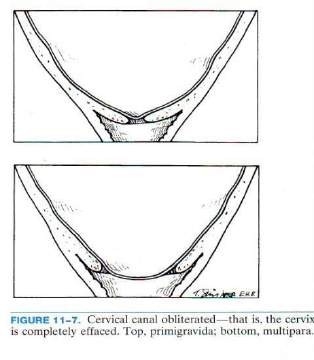 FIGURE 11-7. Cervical canal obliterated—that is, the cervix
is completely effaced. Top, primigravida; bottom, multipara.